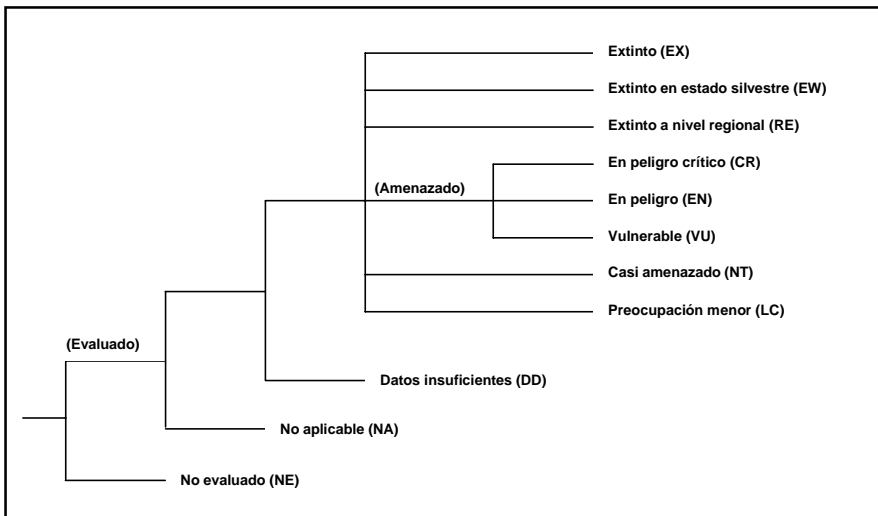 Extinto (EX)
Extinto en estado silvestre (EW)
Extinto a nivel regional (RE)
En peligro crítico (CR)
(Amenazado)
En peligro (EN)
Vulnerable (VU)
Casi amenazado (NT)
Preocupación menor (LC)
(Evaluado)
Datos insuficientes (DD)
No aplicable (NA)
No evaluado (NE)